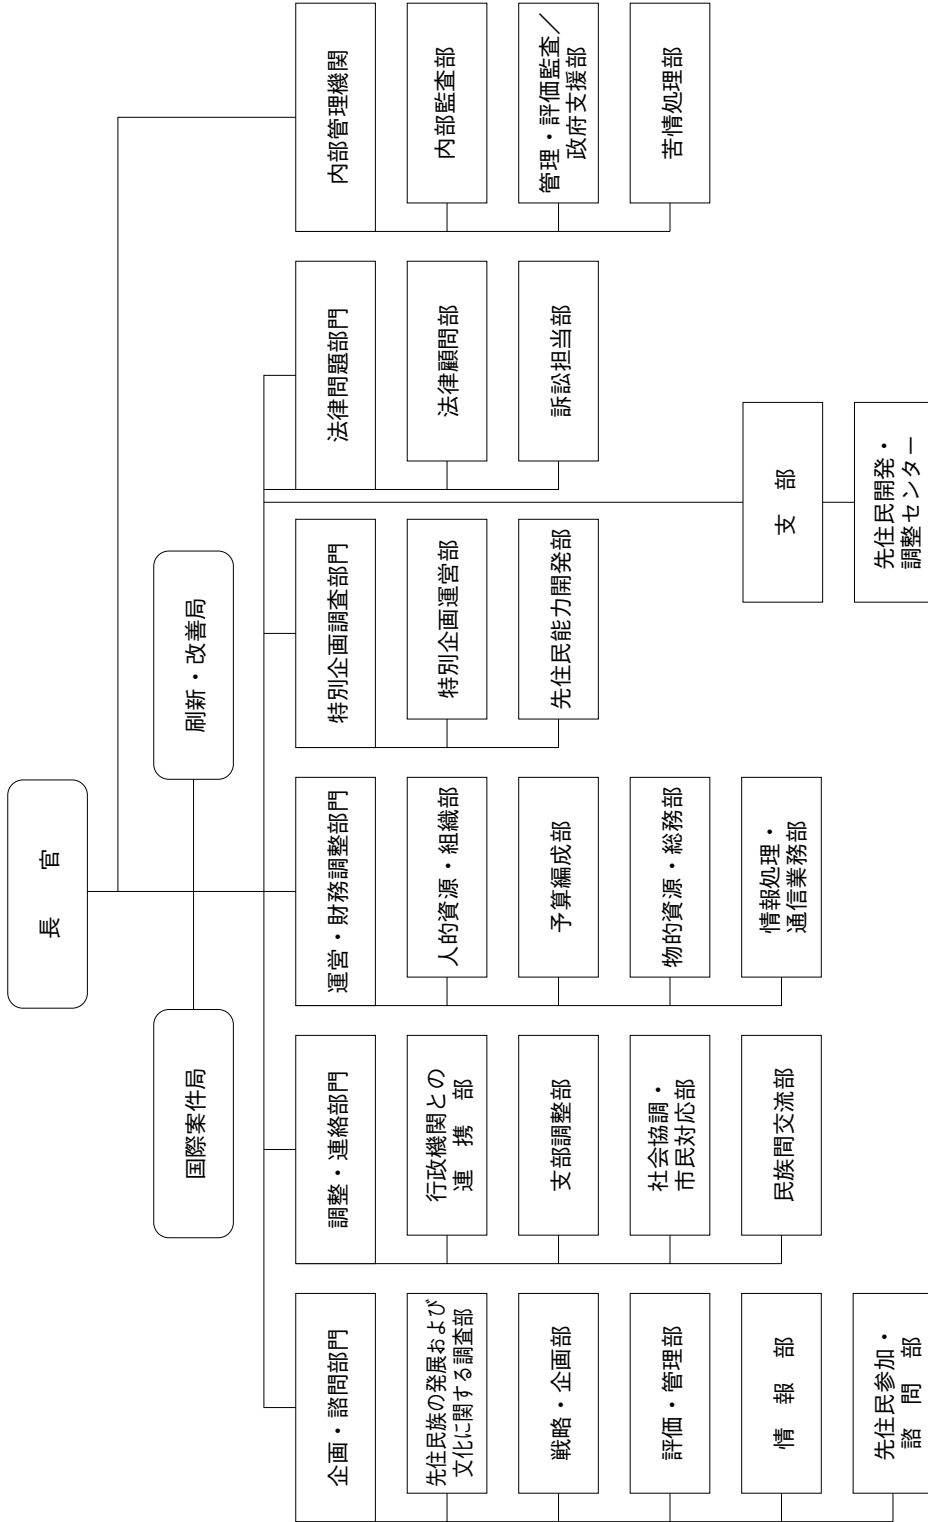 長　官
国際案件局
刷新・改善局
企画・諮問部門
先住民族の発展および
文化に関する調査部
戦略・企画部
評価・管理部
情　報　部
先住民参加・
諮　問　部
調整・連絡部門
行政機関との
連　携　部
支部調整部
社会協調・
市民対応部
民族間交流部
運営・財務調整部門
人的資源・組織部
予算編成部
物的資源・総務部
情報処理・
通信業務部
特別企画調査部門
特別企画運営部
先住民能力開発部
法律問題部門
法律顧問部
訴訟担当部
支　部
先住民開発・
調整センター
内部管理機関
内部監査部
管理・評価監査／
政府支援部
苦情処理部